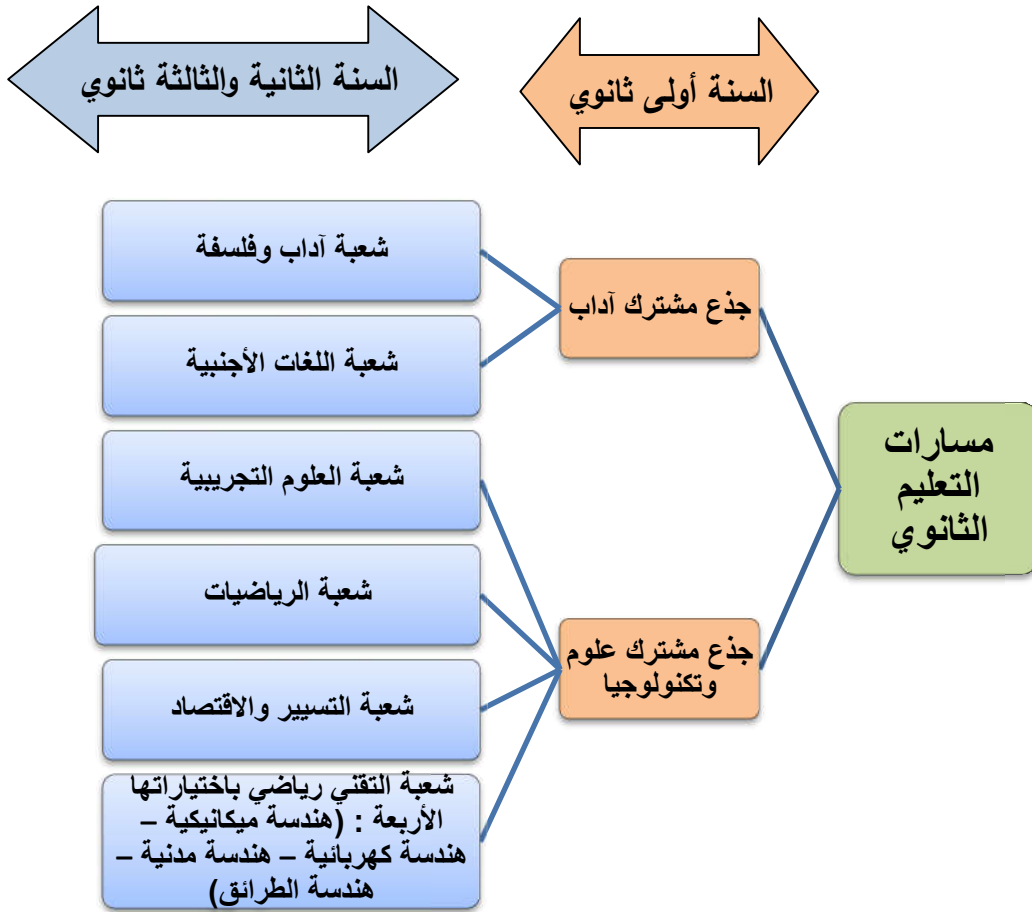 السنة أولى ثانوي
السنة الثانية والثالثة ثانوي
مسارات
التعليم
الثانوي
جذع مشترك آداب
شعبة آداب وفلسفة
شعبة اللغات الأجنبية
جذع مشترك علوم
وتكنولوجيا
شعبة العلوم التجريبية
شعبة الرياضيات
شعبة التسيير والاقتصاد
شعبة التقني رياضي باختياراتها
الأربعة : (هندسة ميكانيكية –
هندسة كهربائية – هندسة مدنية –
هندسة الطرائق)